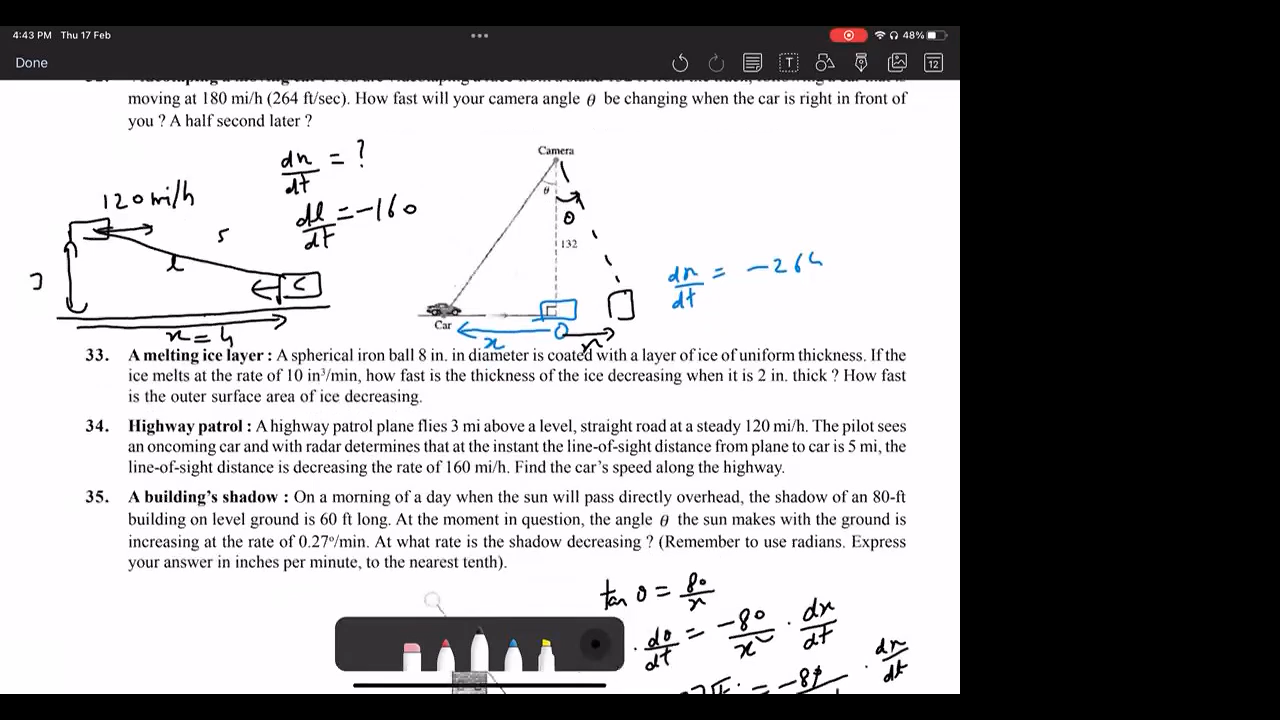 4:43 PM Thu 17 Feb
48%
Done
T
12
moving at 180 mi/h (264 ft/sec). How fast will your camera angle θ be changing when the car is right in front of
you ? A half second later ?
dx/dt = ?
dl/dt = -160
120 mi/h
5
l
3
C
x = 4
Camera
θ
θ
132
Car
x
0
x
dx/dt = -264
33. A melting ice layer : A spherical iron ball 8 in. in diameter is coated with a layer of ice of uniform thickness. If the
ice melts at the rate of 10 in³/min, how fast is the thickness of the ice decreasing when it is 2 in. thick ? How fast
is the outer surface area of ice decreasing.
34. Highway patrol : A highway patrol plane flies 3 mi above a level, straight road at a steady 120 mi/h. The pilot sees
an oncoming car and with radar determines that at the instant the line-of-sight distance from plane to car is 5 mi, the
line-of-sight distance is decreasing the rate of 160 mi/h. Find the car's speed along the highway.
35. A building's shadow : On a morning of a day when the sun will pass directly overhead, the shadow of an 80-ft
building on level ground is 60 ft long. At the moment in question, the angle θ the sun makes with the ground is
increasing at the rate of 0.27°/min. At what rate is the shadow decreasing ? (Remember to use radians. Express
your answer in inches per minute, to the nearest tenth).
tan θ = 80/x
· dθ/dt = -80/x² · dx/dt
· dx/dt